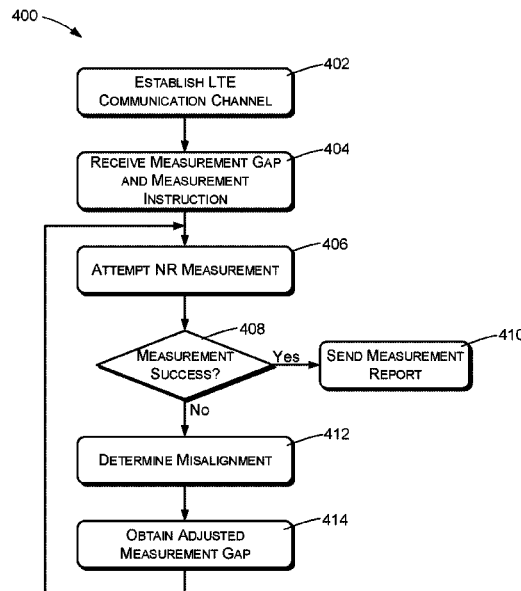 400
402
ESTABLISH LTE
COMMUNICATION CHANNEL
404
RECEIVE MEASUREMENT GAP
AND MEASUREMENT
INSTRUCTION
406
ATTEMPT NR MEASUREMENT
408
MEASUREMENT
SUCCESS?
Yes
410
SEND MEASUREMENT
REPORT
No
412
DETERMINE MISALIGNMENT
414
OBTAIN ADJUSTED
MEASUREMENT GAP